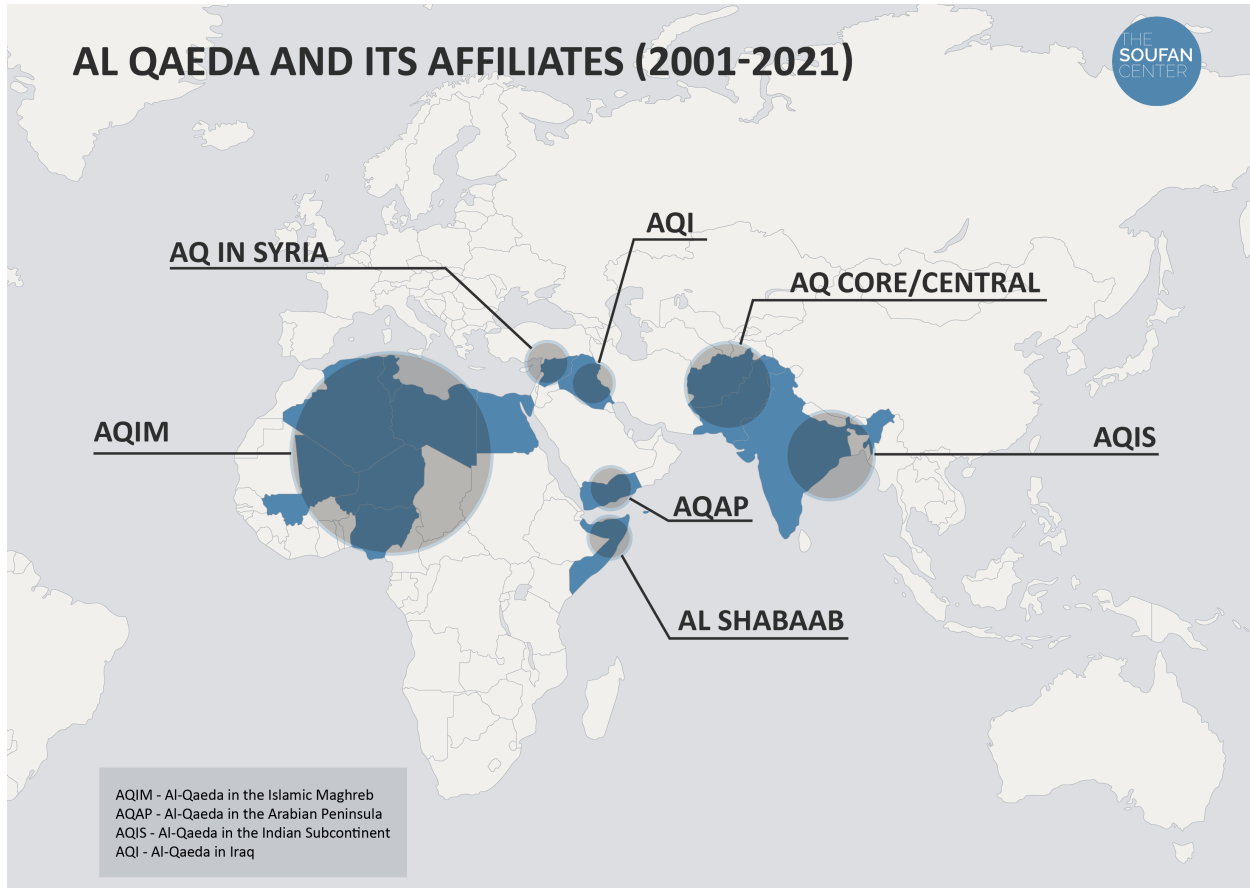 AL QAEDA AND ITS AFFILIATES (2001-2021)
THE
SOUFAN
CENTER
AQI
AQ IN SYRIA
AQ CORE/CENTRAL
AQIM
AQIS
AQAP
AL SHABAAB
AQIM - Al-Qaeda in the Islamic Maghreb
AQAP - Al-Qaeda in the Arabian Peninsula
AQIS - Al-Qaeda in the Indian Subcontinent
AQI - Al-Qaeda in Iraq